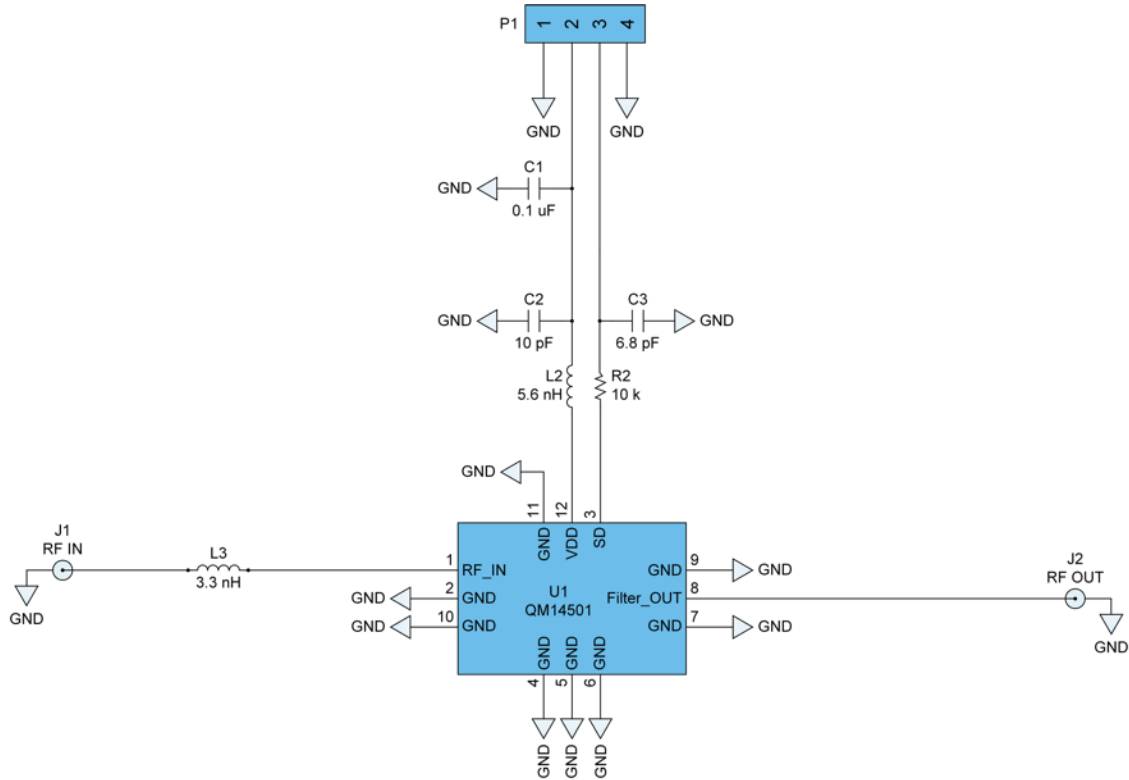 P1 1 2 3 4
GND GND
C1
GND
0.1 uF
C2 C3
GND GND
10 pF 6.8 pF
L2 R2
5.6 nH 10 k
GND
11 12 3
GND VDD SD
J1
RF IN
GND
L3
3.3 nH
1 RF_IN
GND 2 GND
GND 10 GND
U1
QM14501
GND 9 GND
Filter_OUT 8
GND 7 GND
J2
RF OUT
GND
GND GND GND
4 5 6
GND GND GND